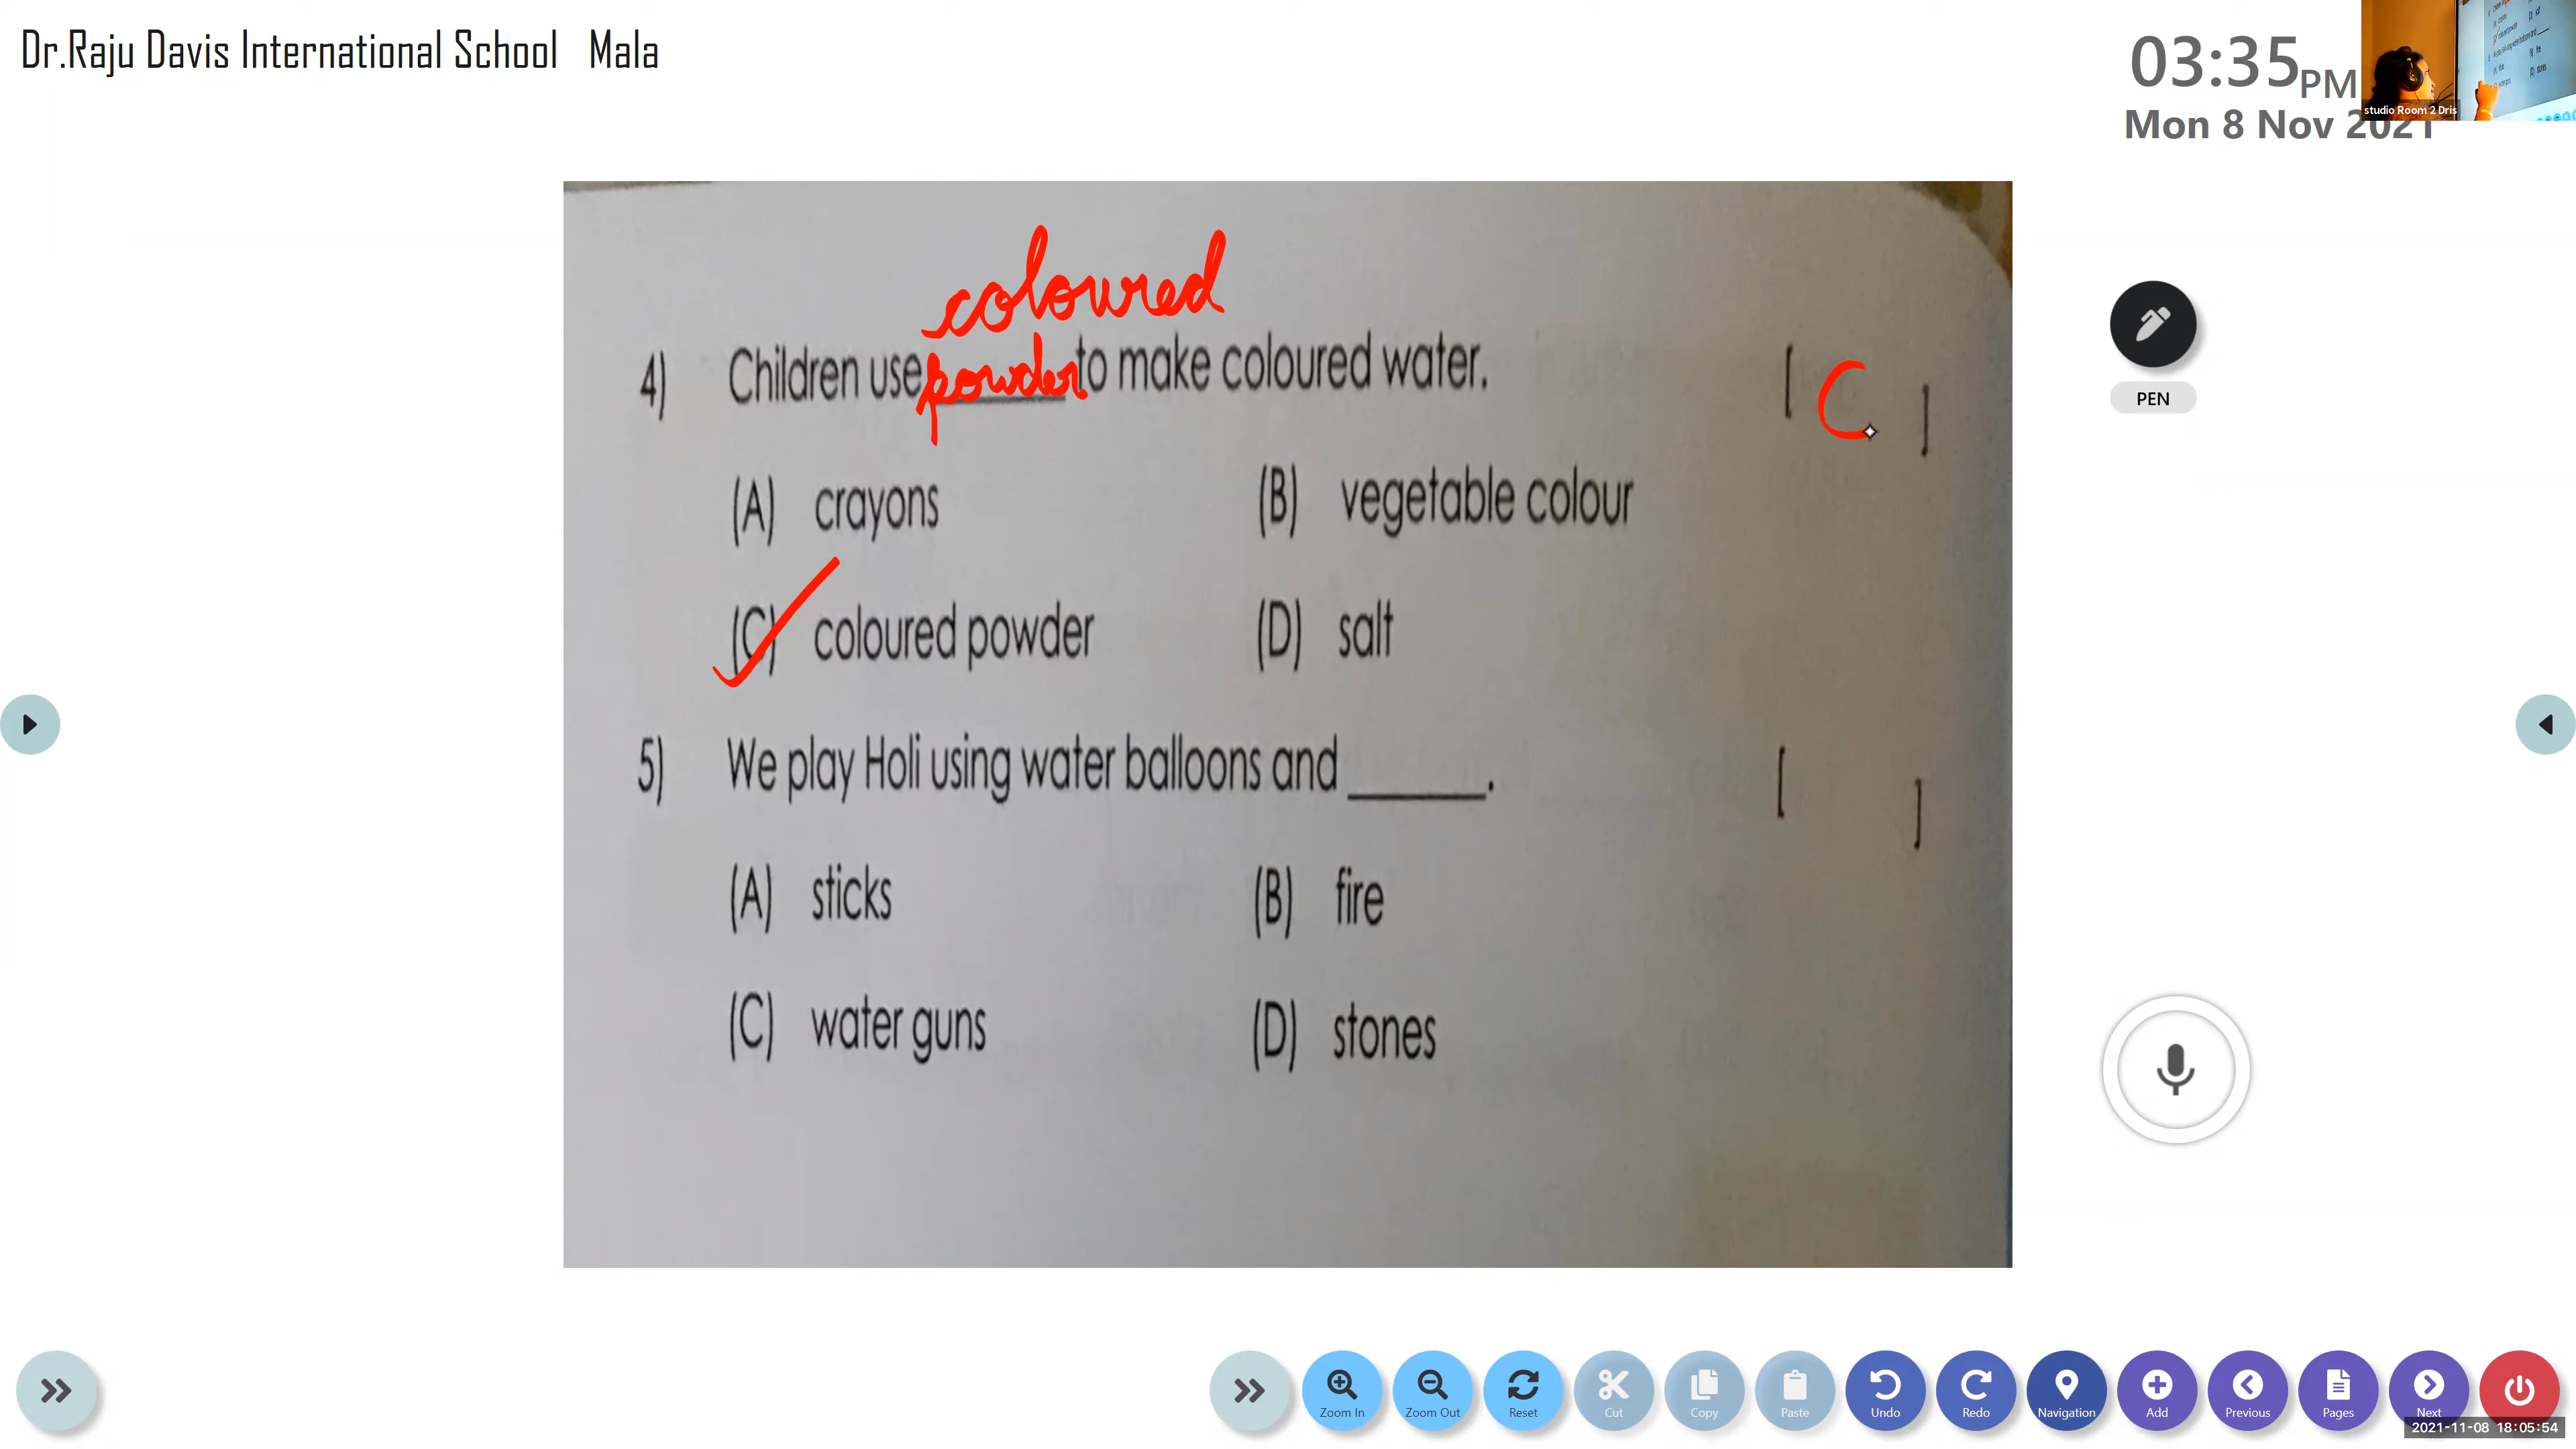 Dr.Raju Davis International School Mala
03:35 PM
Mon 8 Nov 2021
studio Room 2 Dris
coloured
4) Children use powder to make coloured water. [ C ]
(A) crayons (B) vegetable colour
(C) coloured powder (D) salt
5) We play Holi using water balloons and ______. [ ]
(A) sticks (B) fire
(C) water guns (D) stones
PEN
Zoom In Zoom Out Reset Cut Copy Paste Undo Redo Navigation Add Previous Pages Next
2021-11-08 18:05:54